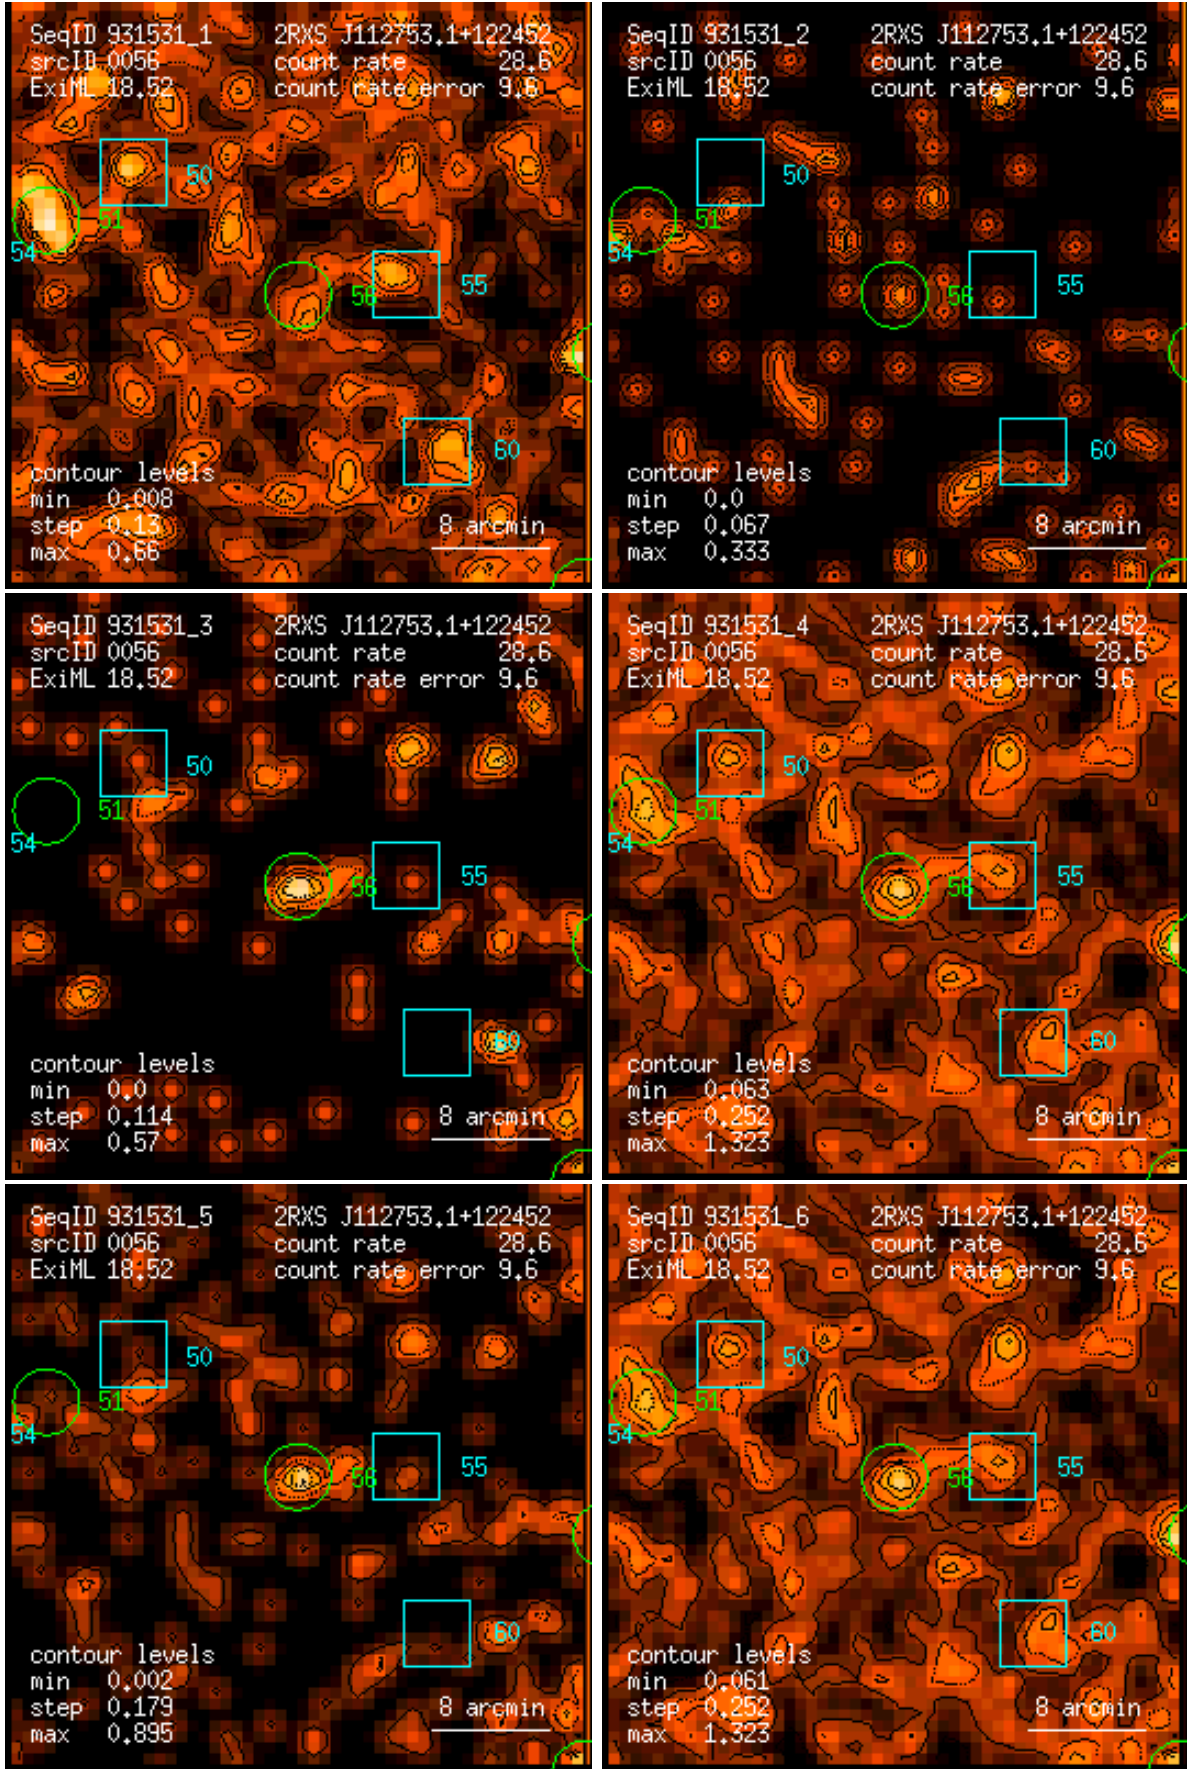 SeqID 931531_1 2RXS J112753.1+122452
srcID 0056 count rate 28.6
ExiML 18.52 count rate error 9.6
50
51
54
56
55
60
contour levels
min 0.008
step 0.13
max 0.66
8 arcmin
SeqID 931531_2 2RXS J112753.1+122452
srcID 0056 count rate 28.6
ExiML 18.52 count rate error 9.6
50
51
54
56
55
60
contour levels
min 0.0
step 0.067
max 0.333
8 arcmin
SeqID 931531_3 2RXS J112753.1+122452
srcID 0056 count rate 28.6
ExiML 18.52 count rate error 9.6
50
51
54
56
55
60
contour levels
min 0.0
step 0.114
max 0.57
8 arcmin
SeqID 931531_4 2RXS J112753.1+122452
srcID 0056 count rate 28.6
ExiML 18.52 count rate error 9.6
50
51
54
56
55
60
contour levels
min 0.063
step 0.252
max 1.323
8 arcmin
SeqID 931531_5 2RXS J112753.1+122452
srcID 0056 count rate 28.6
ExiML 18.52 count rate error 9.6
50
51
54
56
55
60
contour levels
min 0.002
step 0.179
max 0.895
8 arcmin
SeqID 931531_6 2RXS J112753.1+122452
srcID 0056 count rate 28.6
ExiML 18.52 count rate error 9.6
50
51
54
56
55
60
contour levels
min 0.061
step 0.252
max 1.323
8 arcmin